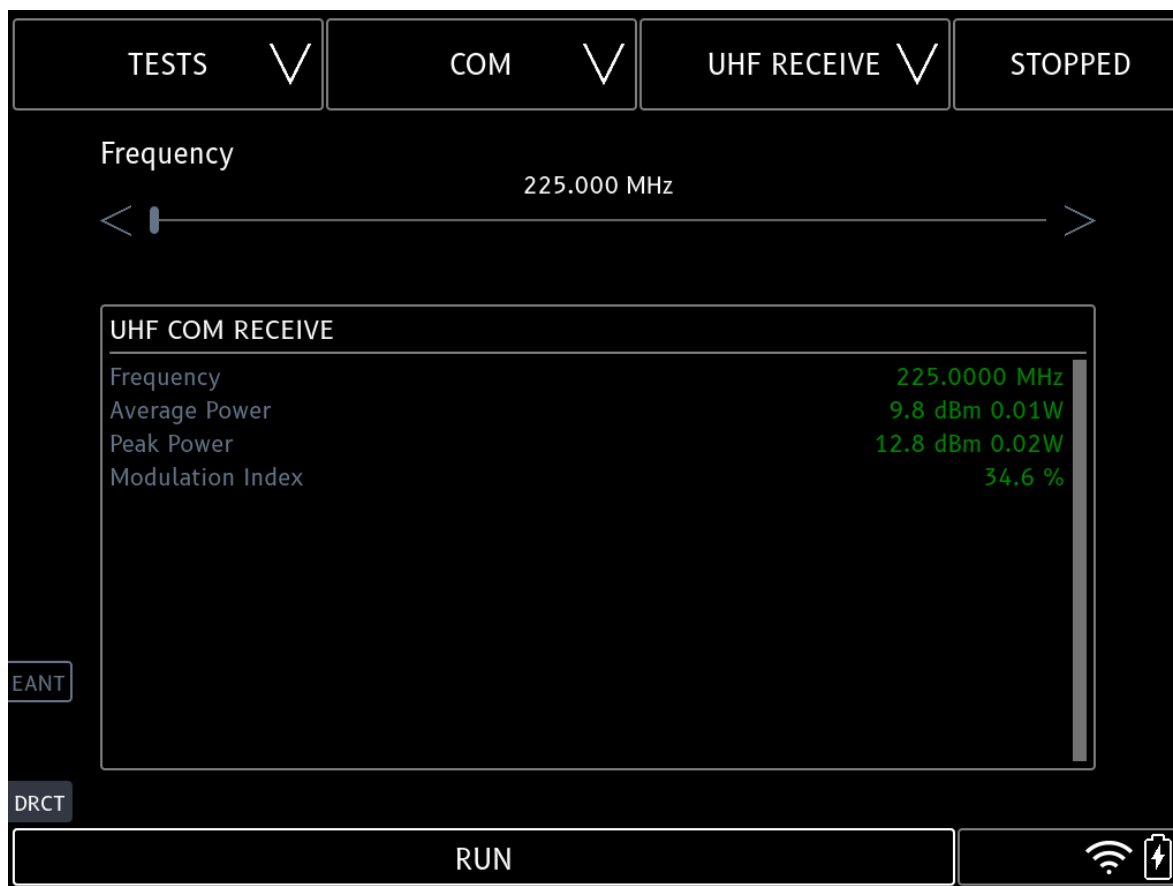 TESTS COM UHF RECEIVE STOPPED
Frequency
225.000 MHz
UHF COM RECEIVE
Frequency 225.0000 MHz
Average Power 9.8 dBm 0.01W
Peak Power 12.8 dBm 0.02W
Modulation Index 34.6 %
EANT
DRCT
RUN